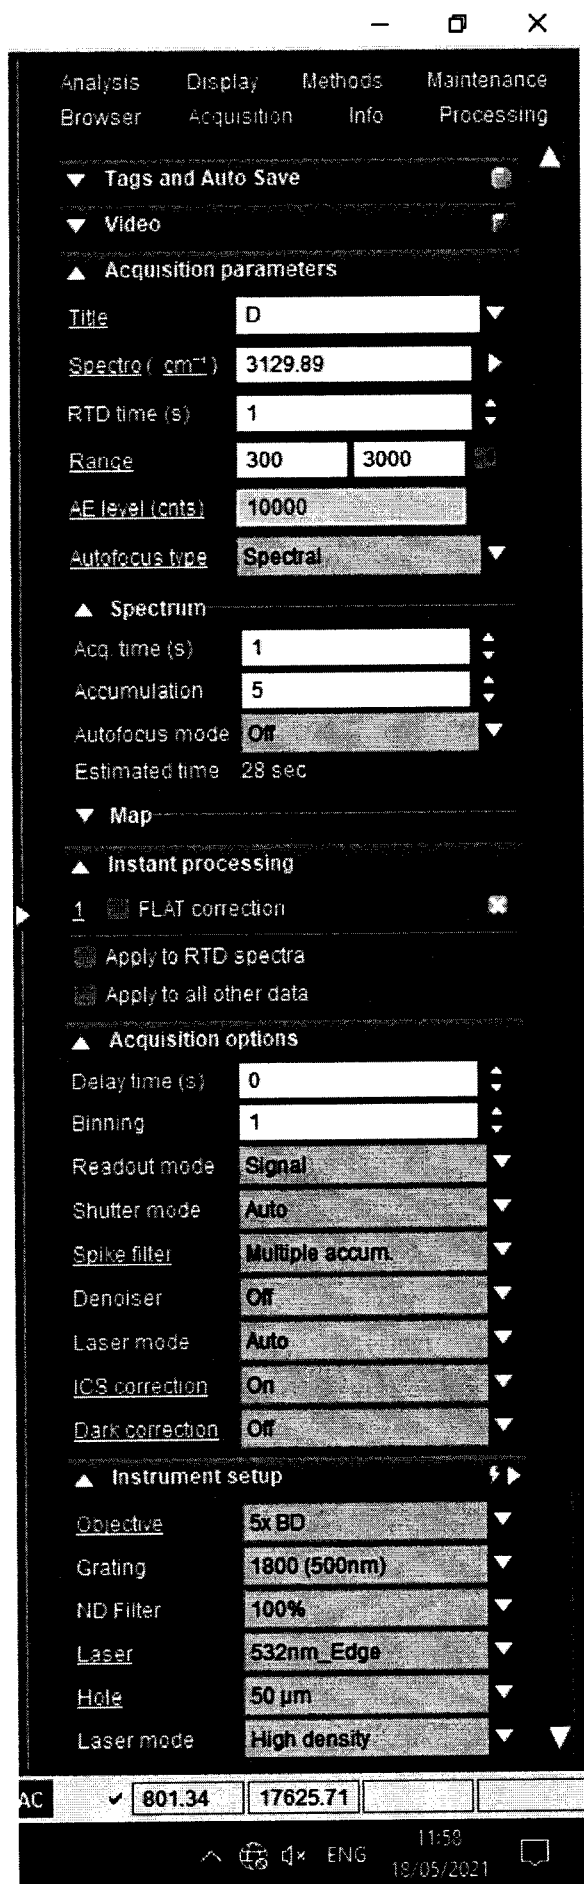 Analysis Display Methods Maintenance
Browser Acquisition Info Processing
Tags and Auto Save
Video
Acquisition parameters
Title D
Spectro ( cm⁻¹ ) 3129.89
RTD time (s) 1
Range 300 3000
AE level (cnts) 10000
Autofocus type Spectral
Spectrum
Acq. time (s) 1
Accumulation 5
Autofocus mode Off
Estimated time 28 sec
Map
Instant processing
1 FLAT correction
Apply to RTD spectra
Apply to all other data
Acquisition options
Delay time (s) 0
Binning 1
Readout mode Signal
Shutter mode Auto
Spike filter Multiple accum.
Denoiser Off
Laser mode Auto
ICS correction On
Dark correction Off
Instrument setup
Objective 5x BD
Grating 1800 (500nm)
ND Filter 100%
Laser 532nm_Edge
Hole 50 µm
Laser mode High density
AC 801.34 17625.71
ENG 11:58
18/05/2021